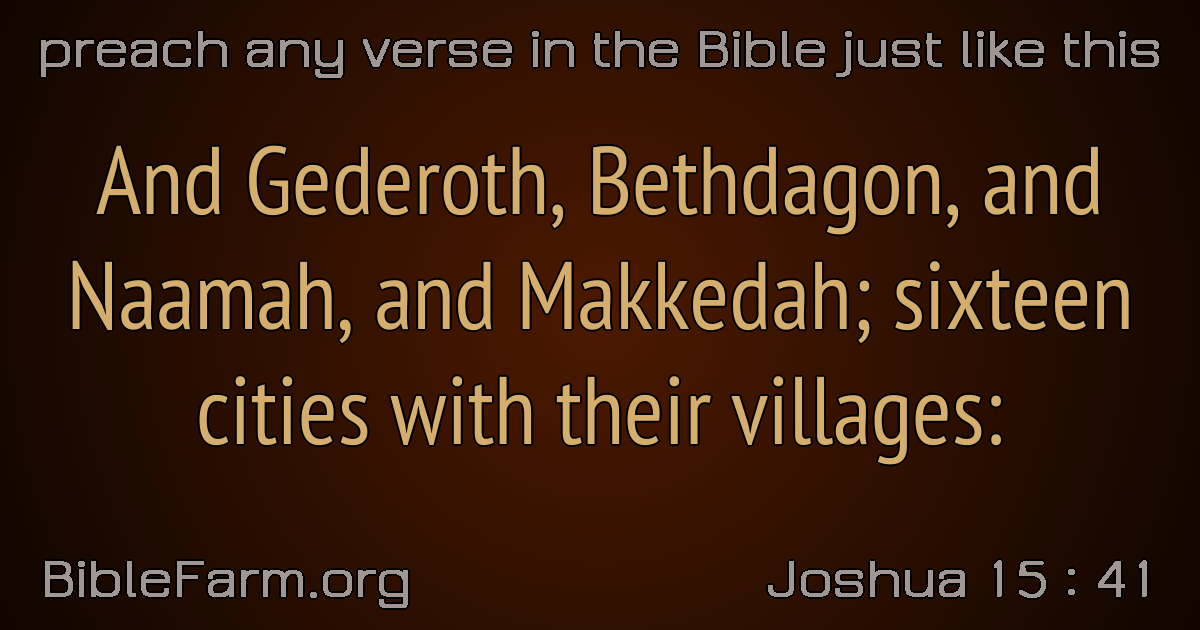 preach any verse in the Bible just like this
And Gederoth, Bethdagon, and
Naamah, and Makkedah; sixteen
cities with their villages:
BibleFarm.org
Joshua 15 : 41